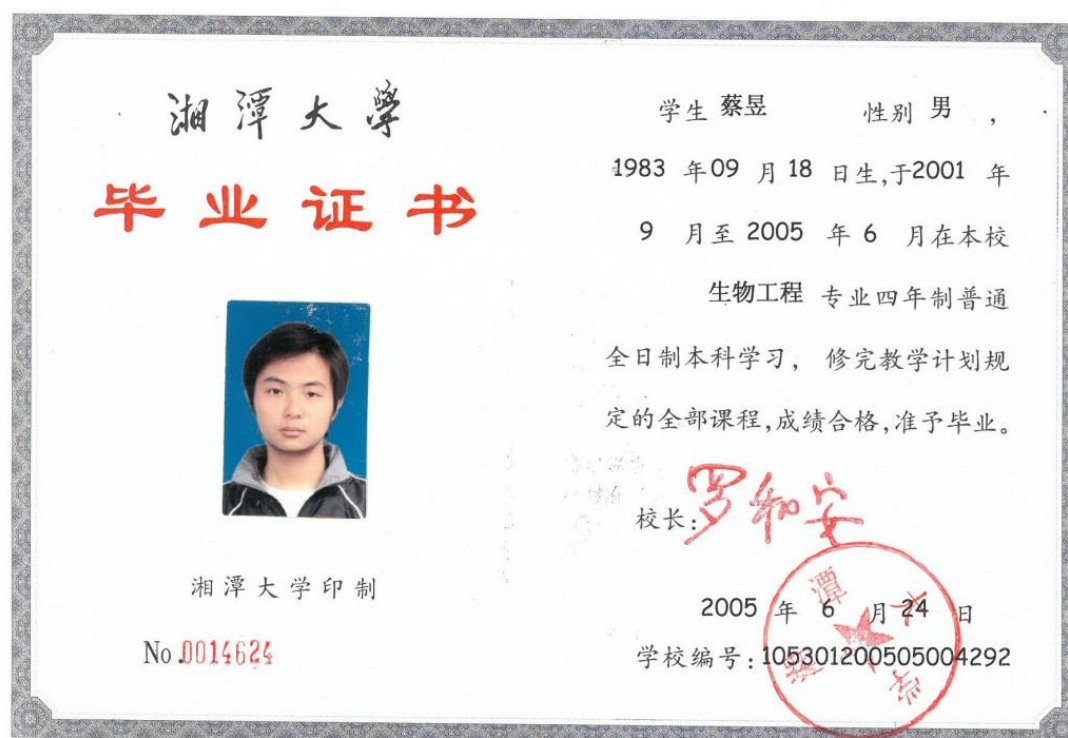 湘潭大学
毕业证书
湘潭大学印制
No.0014624
学生 蔡昱 性别 男 ,
1983 年 09 月 18 日生,于2001 年
9 月至 2005 年 6 月在本校
生物工程 专业四年制普通
全日制本科学习, 修完教学计划规
定的全部课程,成绩合格,准予毕业。
校长:罗和安
2005 年 6 月 24 日
学校编号:105301200505004292
湘潭大学